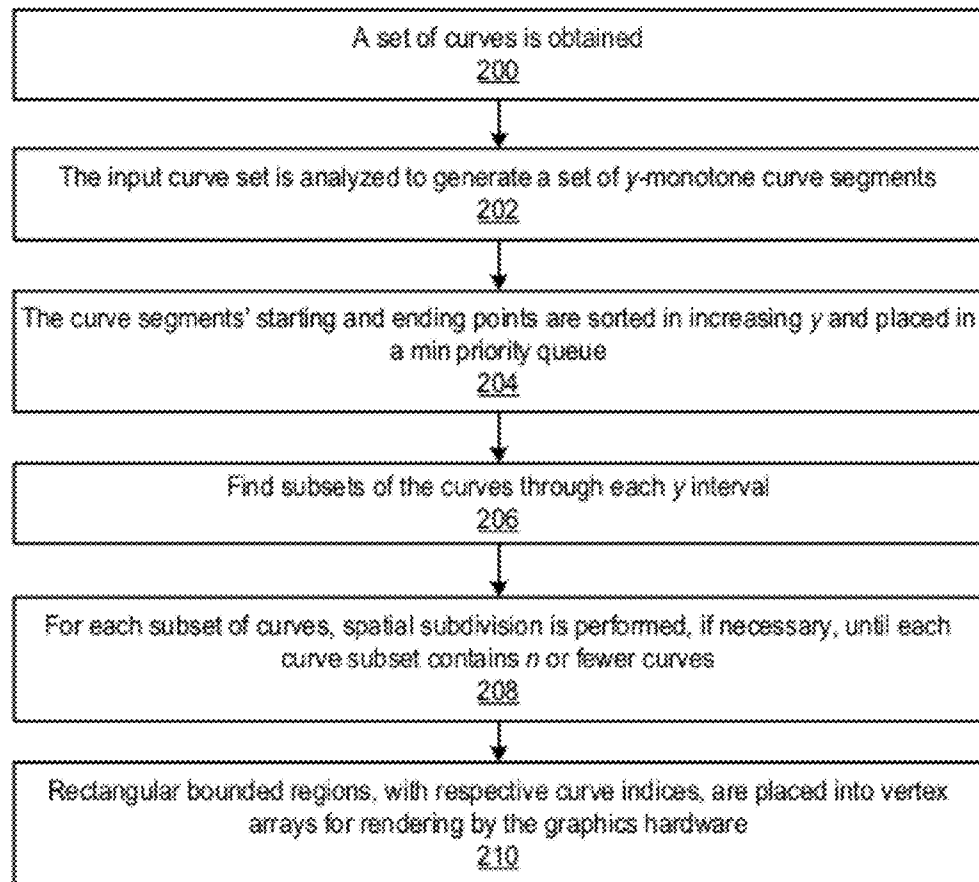 A set of curves is obtained
200
The input curve set is analyzed to generate a set of y-monotone curve segments
202
The curve segments' starting and ending points are sorted in increasing y and placed in
a min priority queue
204
Find subsets of the curves through each y interval
206
For each subset of curves, spatial subdivision is performed, if necessary, until each
curve subset contains n or fewer curves
208
Rectangular bounded regions, with respective curve indices, are placed into vertex
arrays for rendering by the graphics hardware
210